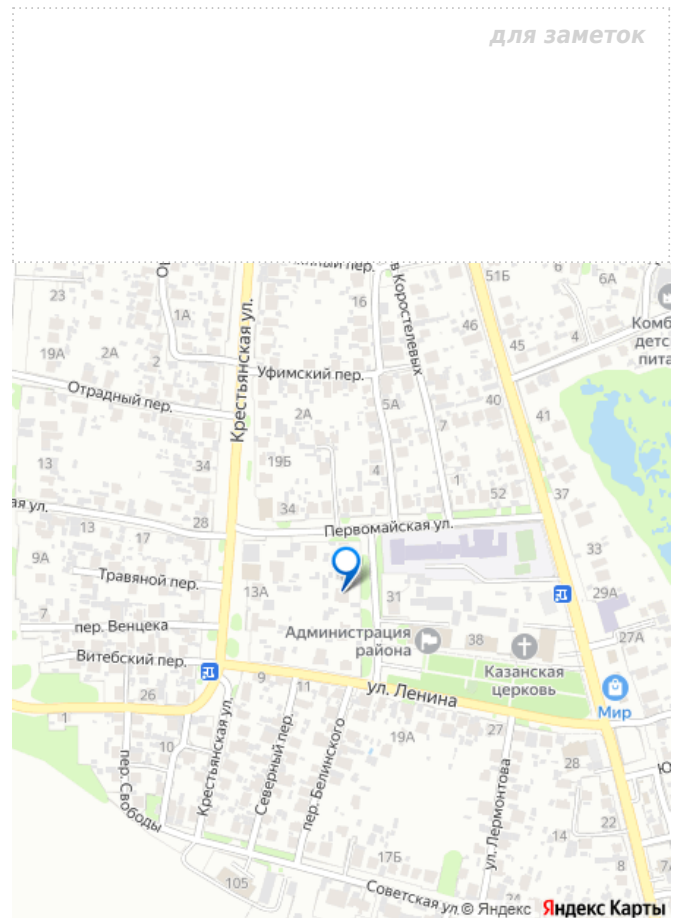 для заметок
51Б
6
6А
23
16
1А
46
4
45
19А
2А
2
Крестьянская ул.
Уфимский пер.
в Коростелевых
Отрадный пер.
2А
5А
40
41
7
13
34
19Б
4
1
34
52
37
28
Первомайская ул.
13
17
33
9А
Травяной пер.
13А
31
29А
7
пер. Венцека
Администрация
района
38
27А
Витебский пер.
Казанская
церковь
9
11
ул. Ленина
Мир
26
1
Крестьянская ул.
Северный пер.
пер. Белинского
19А
27
10
28
пер. Свободы
ул. Лермонтова
22
14
17Б
8
105
Советская ул.
© Яндекс
Яндекс Карты